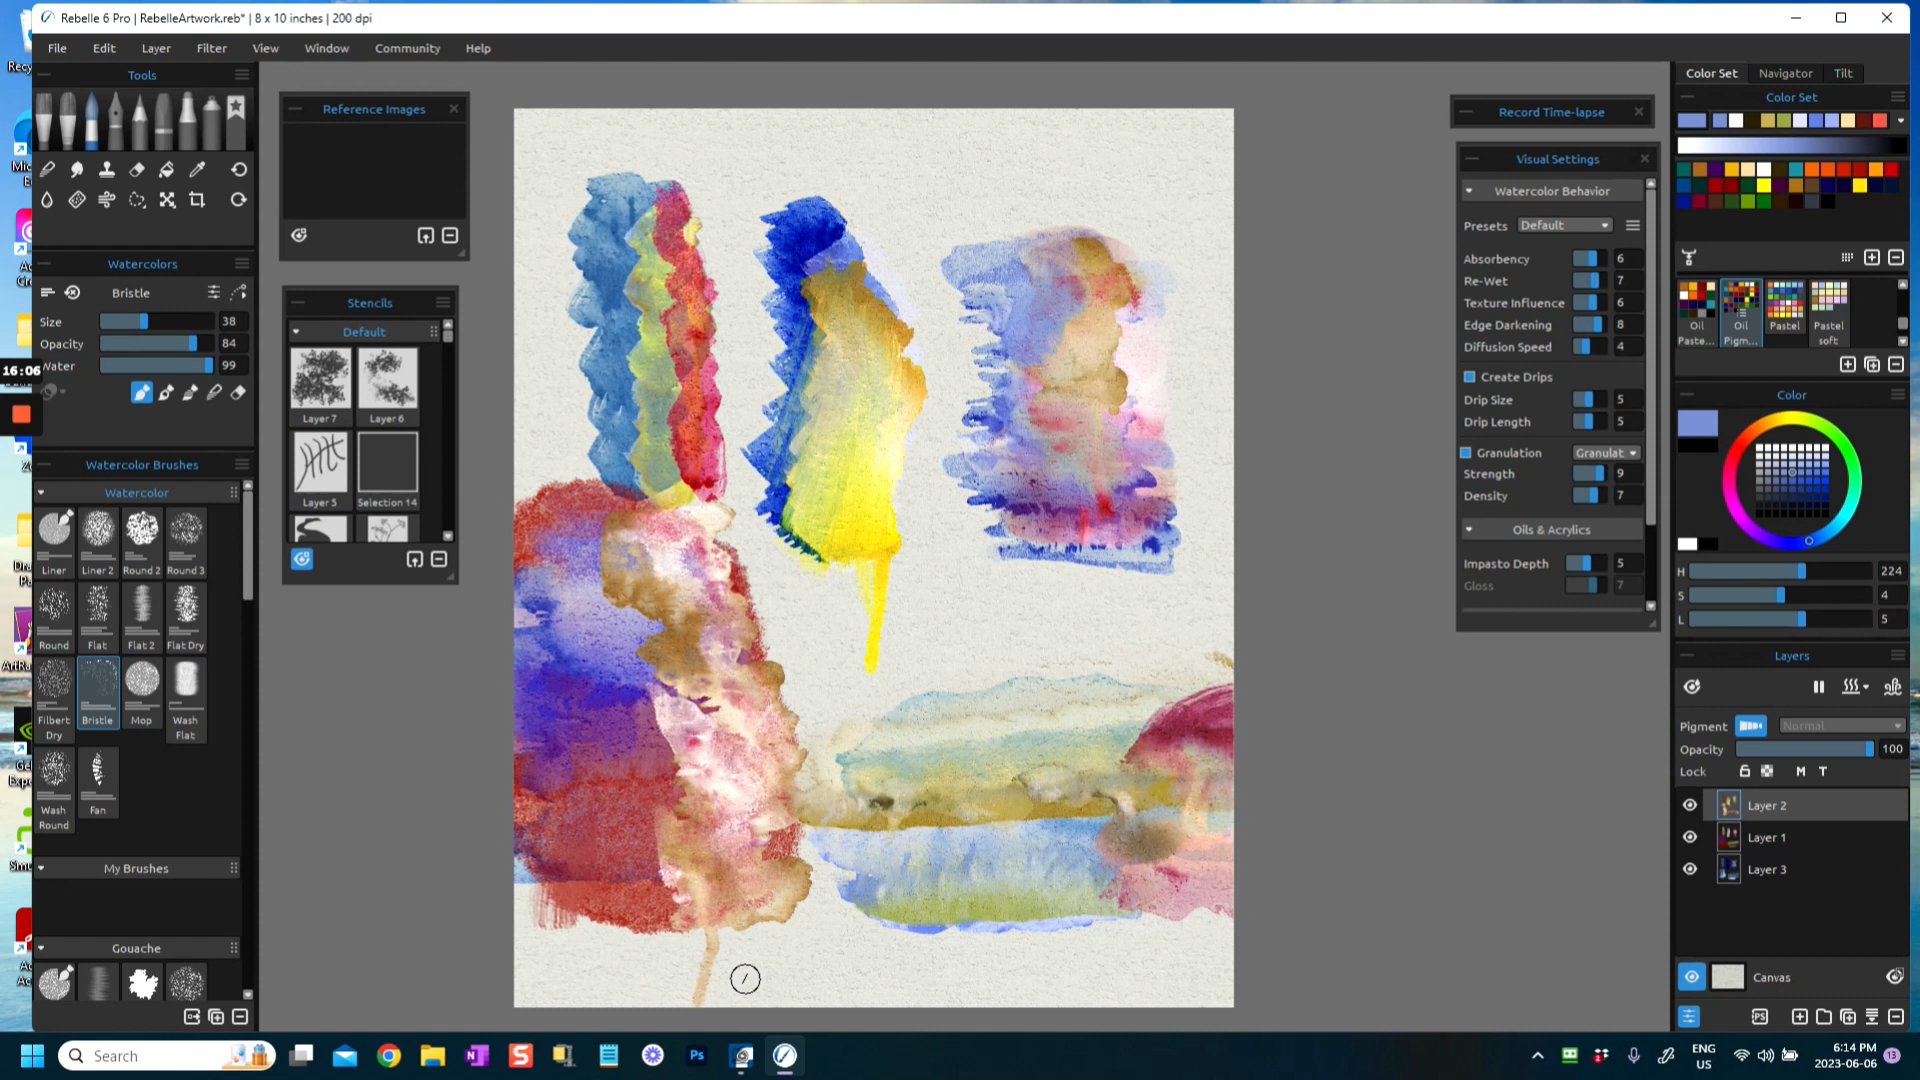 Rebelle 6 Pro | RebelleArtwork.reb* | 8 x 10 inches | 200 dpi
File Edit Layer Filter View Window Community Help
Tools
Watercolors
Bristle
Size 38
Opacity 84
Water 99
16:06
Watercolor Brushes
Watercolor
Liner Liner 2 Round 2 Round 3
Round Flat Flat 2 Flat Dry
Filbert Dry Bristle Mop Wash Flat
Wash Round Fan
My Brushes
Gouache
Reference Images
Stencils
Default
Layer 7 Layer 6
Layer 5 Selection 14
Record Time-lapse
Visual Settings
Watercolor Behavior
Presets Default
Absorbency 6
Re-Wet 7
Texture Influence 6
Edge Darkening 8
Diffusion Speed 4
Create Drips
Drip Size 5
Drip Length 5
Granulation Granulat
Strength 9
Density 7
Oils & Acrylics
Impasto Depth 5
Gloss 7
Color Set Navigator Tilt
Color Set
Oil Paste... Oil Pigm... Pastel Pastel soft
Color
H 224
S 4
L 5
Layers
Pigment Normal
Opacity 100
Lock M T
Layer 2
Layer 1
Layer 3
Canvas
PS
Search
N
S
Ps
ENG
US
6:14 PM
2023-06-06
13